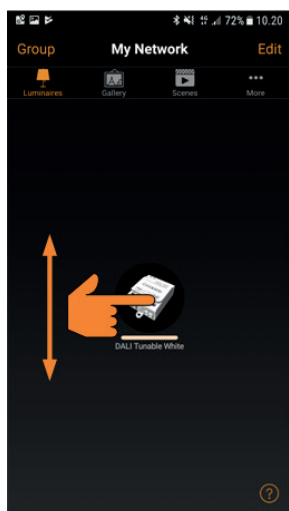 72% 10.20
Group My Network Edit
Luminaires Gallery Scenes More
DALI Tunable White
?